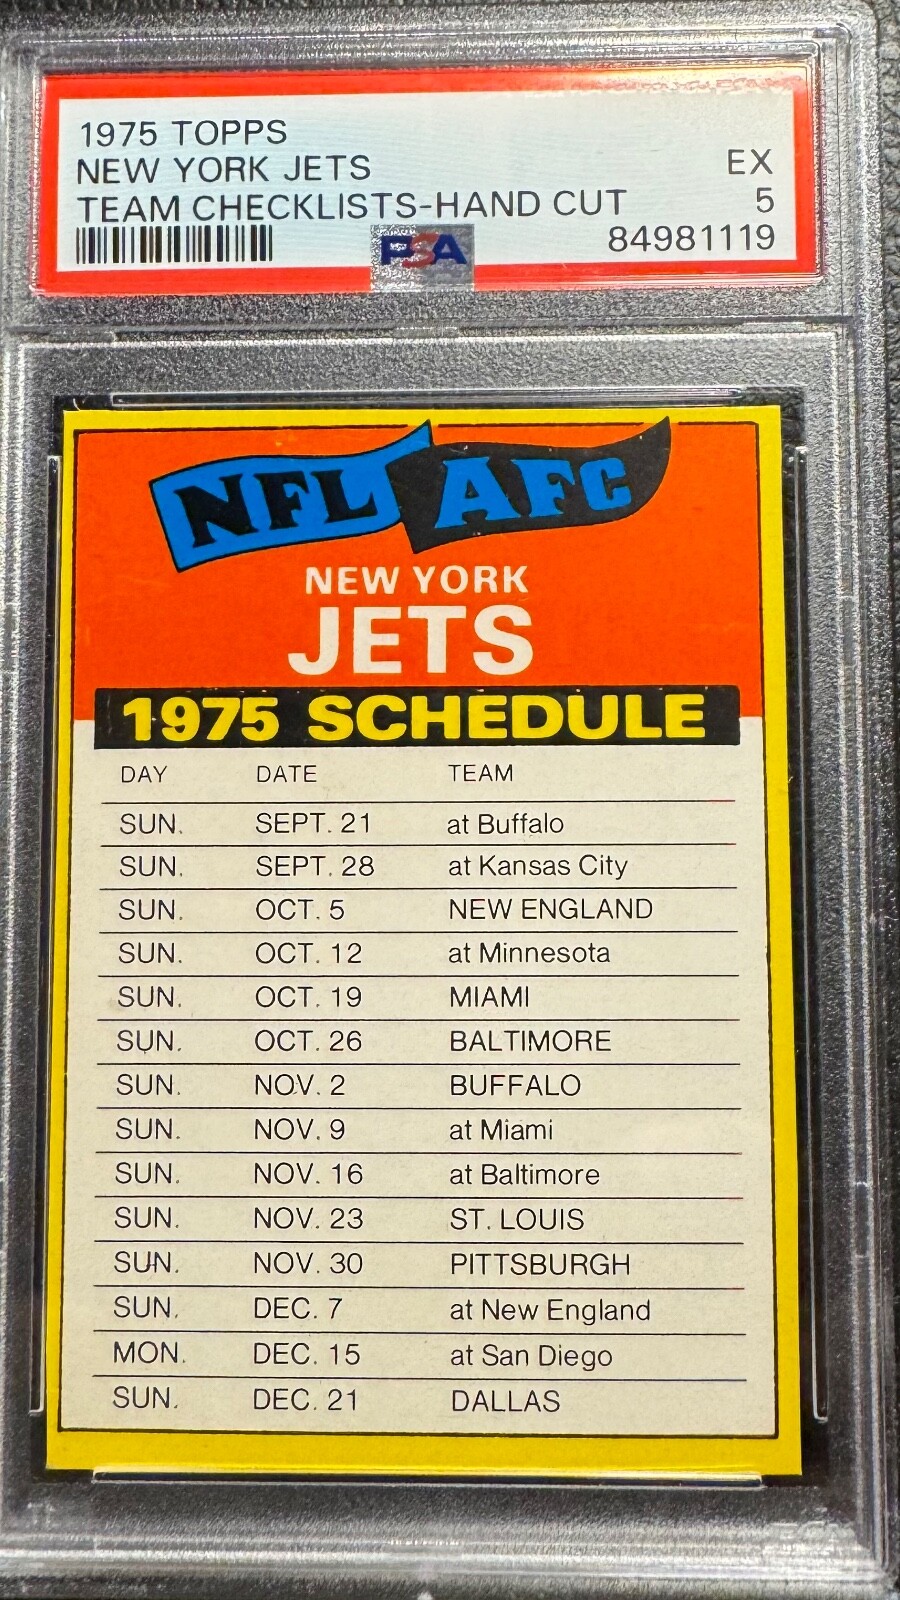 1975 TOPPS
NEW YORK JETS EX
TEAM CHECKLISTS-HAND CUT 5
PSA 84981119
NFL AFC
NEW YORK
JETS
1975 SCHEDULE
DAY DATE TEAM
SUN. SEPT. 21 at Buffalo
SUN. SEPT. 28 at Kansas City
SUN. OCT. 5 NEW ENGLAND
SUN. OCT. 12 at Minnesota
SUN. OCT. 19 MIAMI
SUN. OCT. 26 BALTIMORE
SUN. NOV. 2 BUFFALO
SUN. NOV. 9 at Miami
SUN. NOV. 16 at Baltimore
SUN. NOV. 23 ST. LOUIS
SUN. NOV. 30 PITTSBURGH
SUN. DEC. 7 at New England
MON. DEC. 15 at San Diego
SUN. DEC. 21 DALLAS